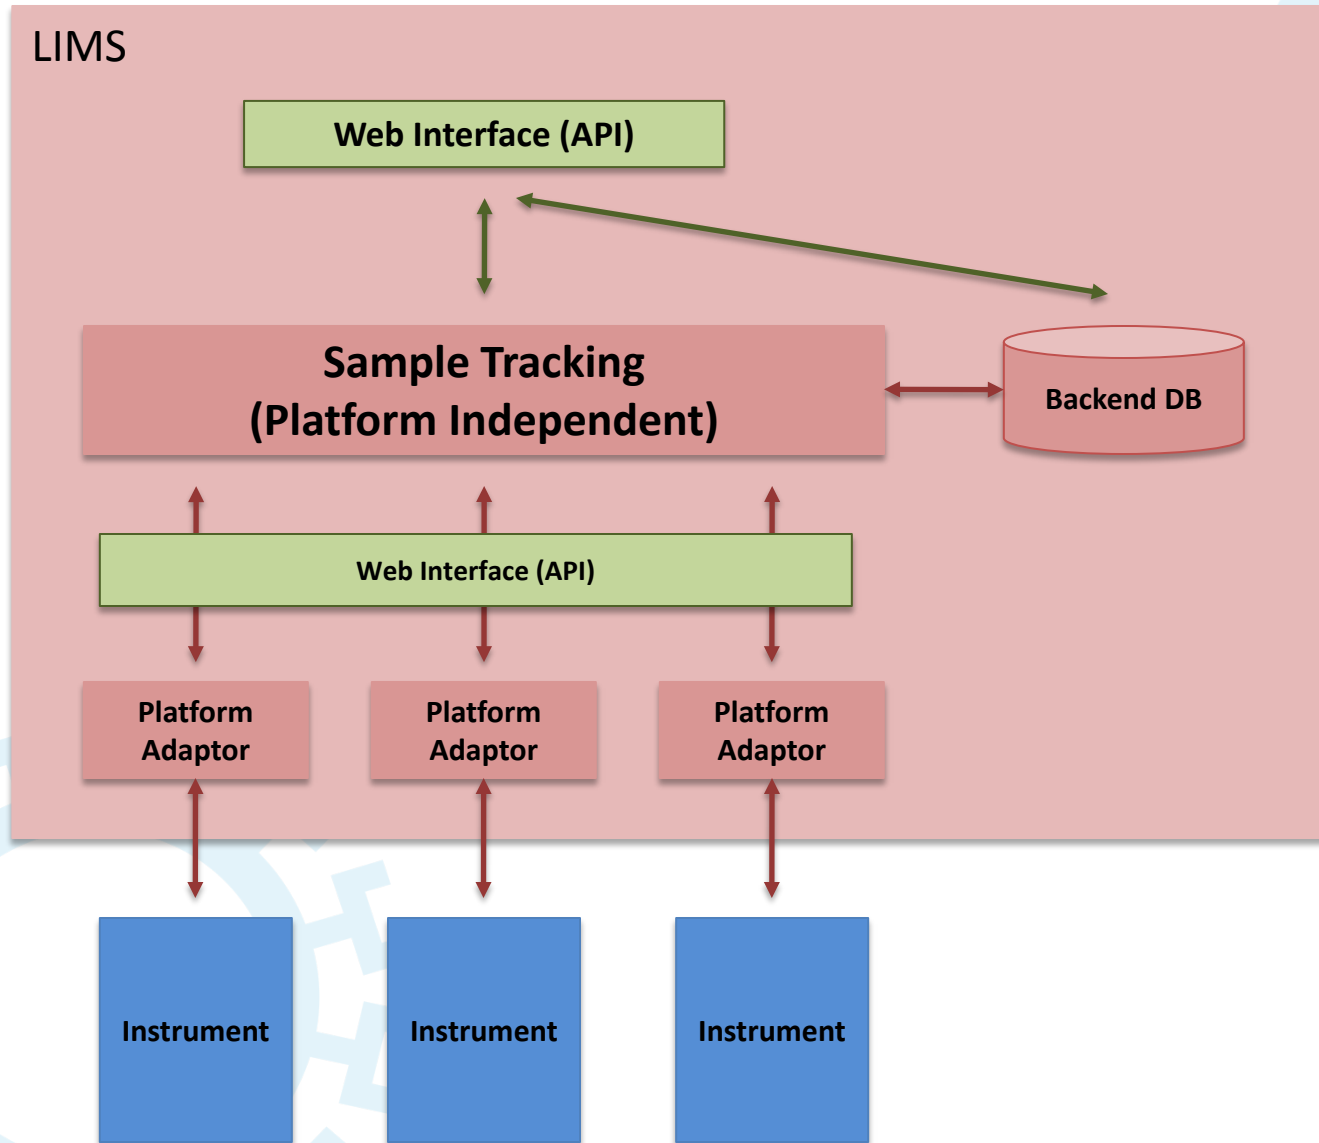 LIMS
Web Interface (API)
Sample Tracking
(Platform Independent)
Backend DB
Web Interface (API)
Platform
Adaptor
Platform
Adaptor
Platform
Adaptor
Instrument
Instrument
Instrument